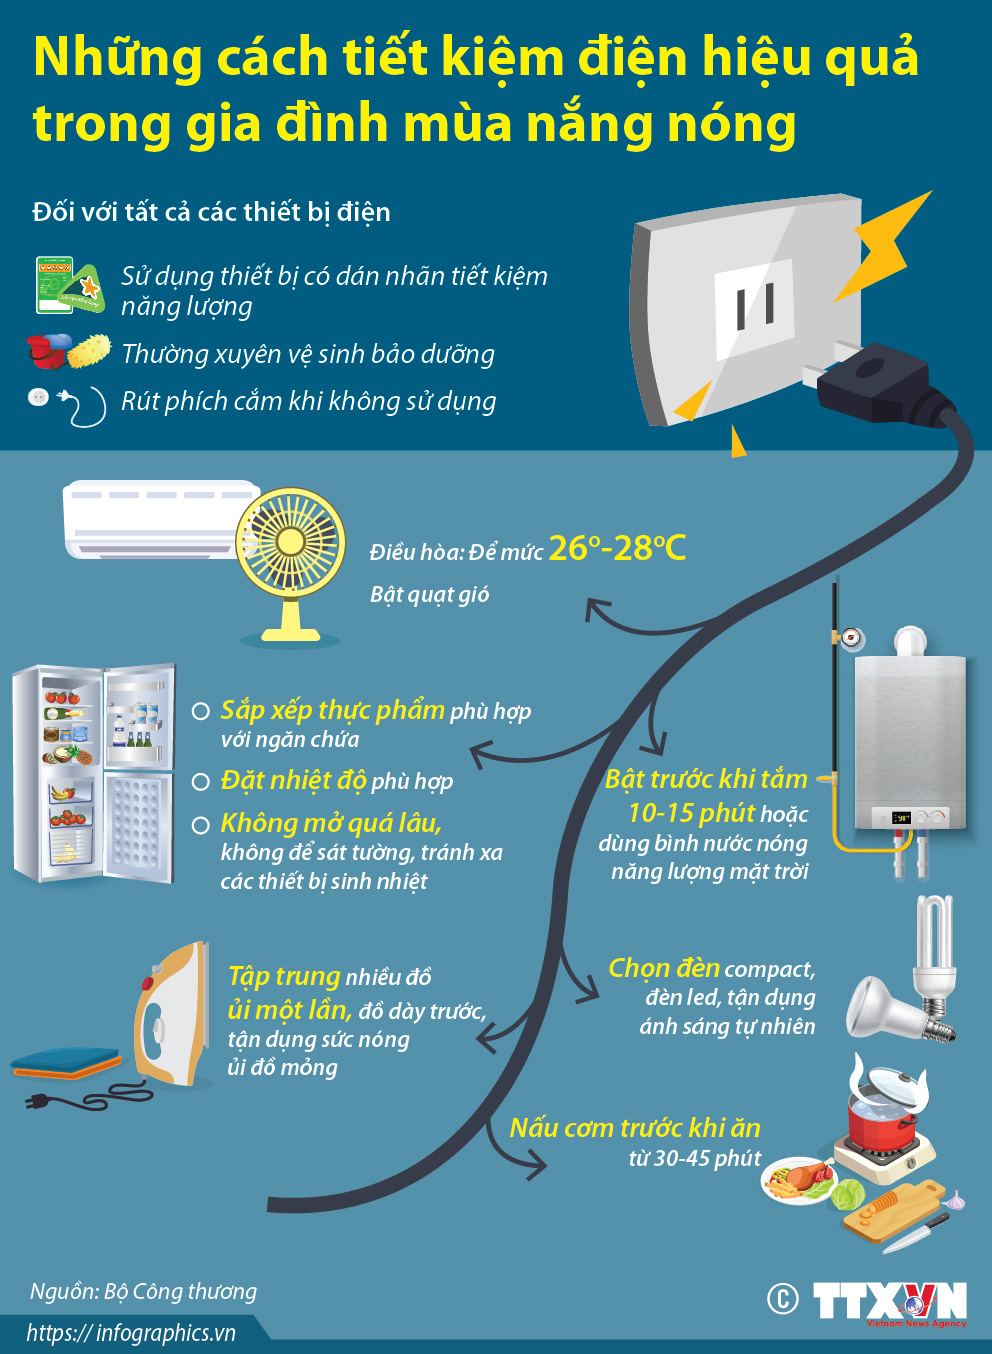 Những cách tiết kiệm điện hiệu quả
trong gia đình mùa nắng nóng
Đối với tất cả các thiết bị điện
Sử dụng thiết bị có dán nhãn tiết kiệm
năng lượng
Thường xuyên vệ sinh bảo dưỡng
Rút phích cắm khi không sử dụng
Điều hòa: Để mức 26º-28ºC
Bật quạt gió
Sắp xếp thực phẩm phù hợp
với ngăn chứa
Đặt nhiệt độ phù hợp
Không mở quá lâu,
không để sát tường, tránh xa
các thiết bị sinh nhiệt
Bật trước khi tắm
10-15 phút hoặc
dùng bình nước nóng
năng lượng mặt trời
Tập trung nhiều đồ
ủi một lần, đồ dày trước,
tận dụng sức nóng
ủi đồ mỏng
Chọn đèn compact,
đèn led, tận dụng
ánh sáng tự nhiên
Nấu cơm trước khi ăn
từ 30-45 phút
Nguồn: Bộ Công thương
https:// infographics.vn
© TTXVN
Vietnam News Agency